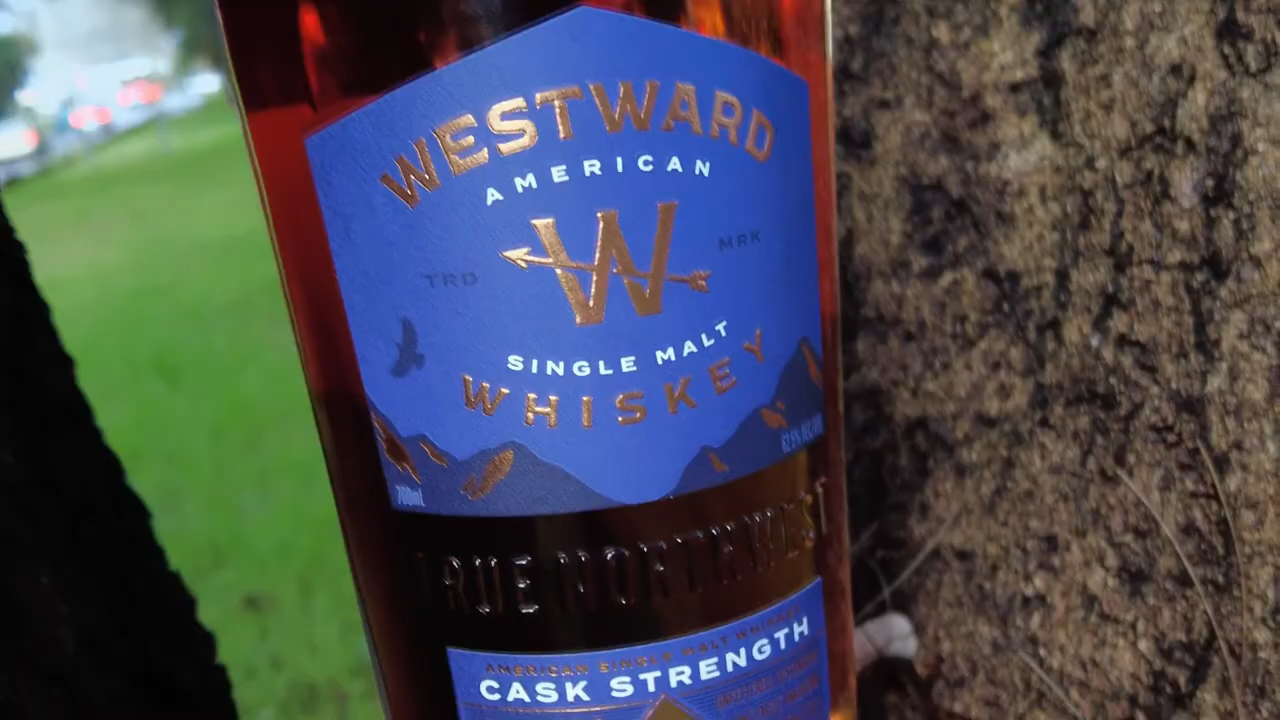 WESTWARD
AMERICAN
W
TRD MRK
SINGLE MALT
WHISKEY
700mL
TRUE NORTHWEST
AMERICAN SINGLE MALT WHISKEY
CASK STRENGTH